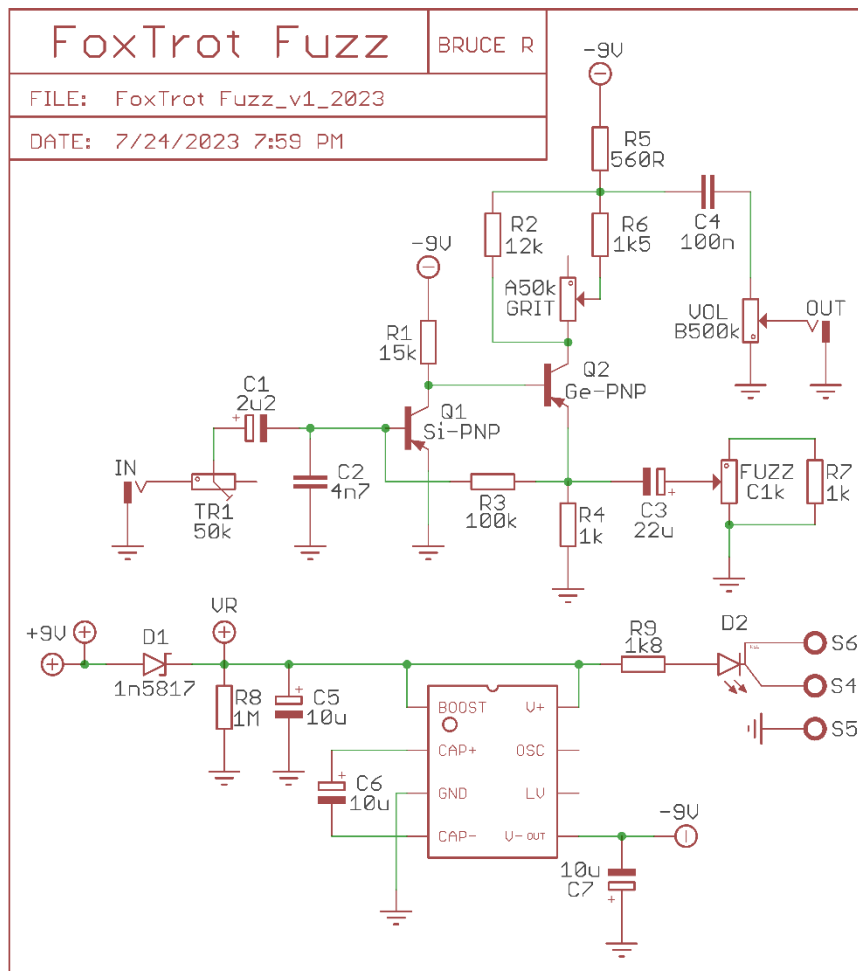 FoxTrot Fuzz
BRUCE R
FILE: FoxTrot Fuzz_v1_2023
DATE: 7/24/2023 7:59 PM
-9V
R5
560R
R2
12k
R6
1k5
C4
100n
-9V
A50k
GRIT
VOL
B500k
OUT
R1
15k
Q2
Ge-PNP
C1
2u2
+
Q1
Si-PNP
IN
TR1
50k
C2
4n7
R3
100k
R4
1k
C3
22u
+
FUZZ
C1k
R7
1k
+9V
D1
1n5817
VR
R8
1M
+
C5
10u
R9
1k8
D2
S6
S4
S5
BOOST
V+
CAP+
OSC
GND
LV
CAP-
V-OUT
+
C6
10u
-9V
10u
C7
+